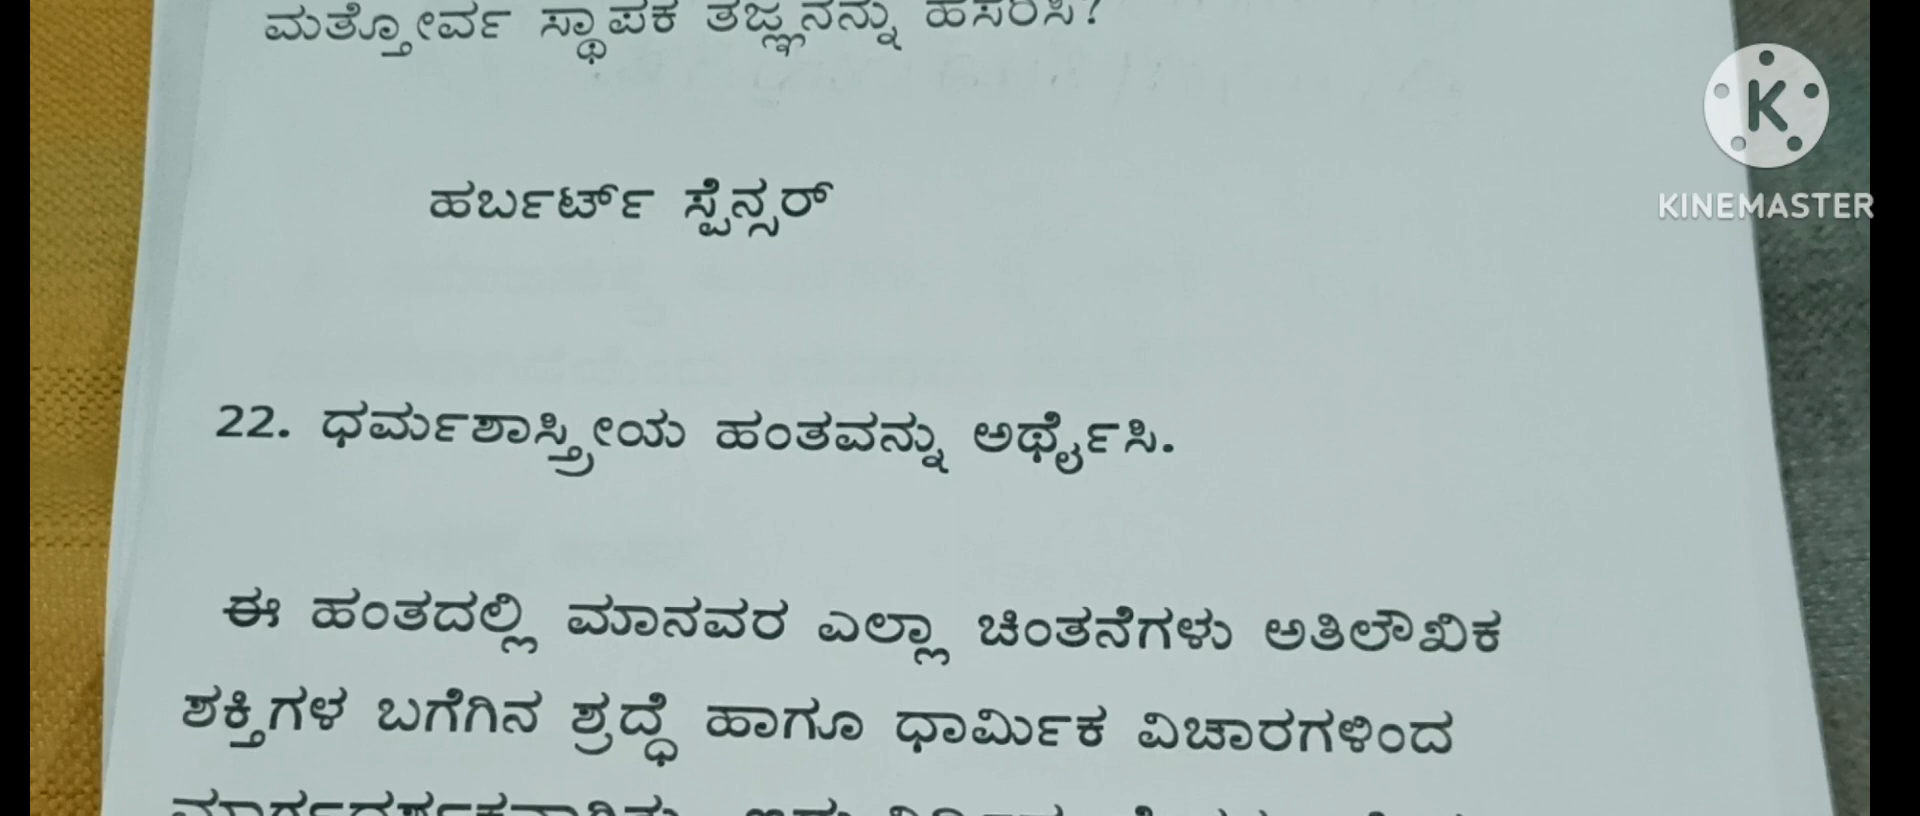 ಮತ್ತೋರ್ವ ಸ್ಥಾಪಕ ತಜ್ಞನನ್ನು ಹೆಸರಿಸಿ?
K
KINEMASTER
ಹರ್ಬರ್ಟ್ ಸ್ಪೆನ್ಸರ್
22. ಧರ್ಮಶಾಸ್ತ್ರೀಯ ಹಂತವನ್ನು ಅರ್ಥೈಸಿ.
ಈ ಹಂತದಲ್ಲಿ ಮಾನವರ ಎಲ್ಲಾ ಚಿಂತನೆಗಳು ಅತಿಲೌಖಿಕ
ಶಕ್ತಿಗಳ ಬಗೆಗಿನ ಶ್ರದ್ಧೆ ಹಾಗೂ ಧಾರ್ಮಿಕ ವಿಚಾರಗಳಿಂದ